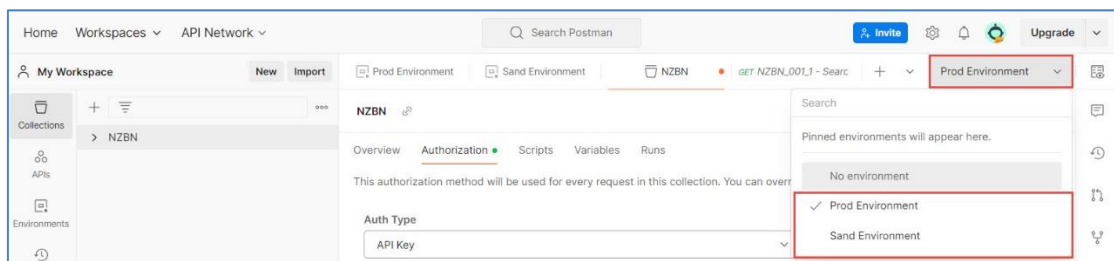 Home Workspaces API Network Search Postman Invite Upgrade
My Workspace New Import Prod Environment Sand Environment NZBN GET NZBN_001_1 - Searc Prod Environment
Collections
NZBN
APIs
Environments
NZBN
Overview Authorization Scripts Variables Runs
This authorization method will be used for every request in this collection. You can overr
Auth Type
API Key
Search
Pinned environments will appear here.
No environment
Prod Environment
Sand Environment